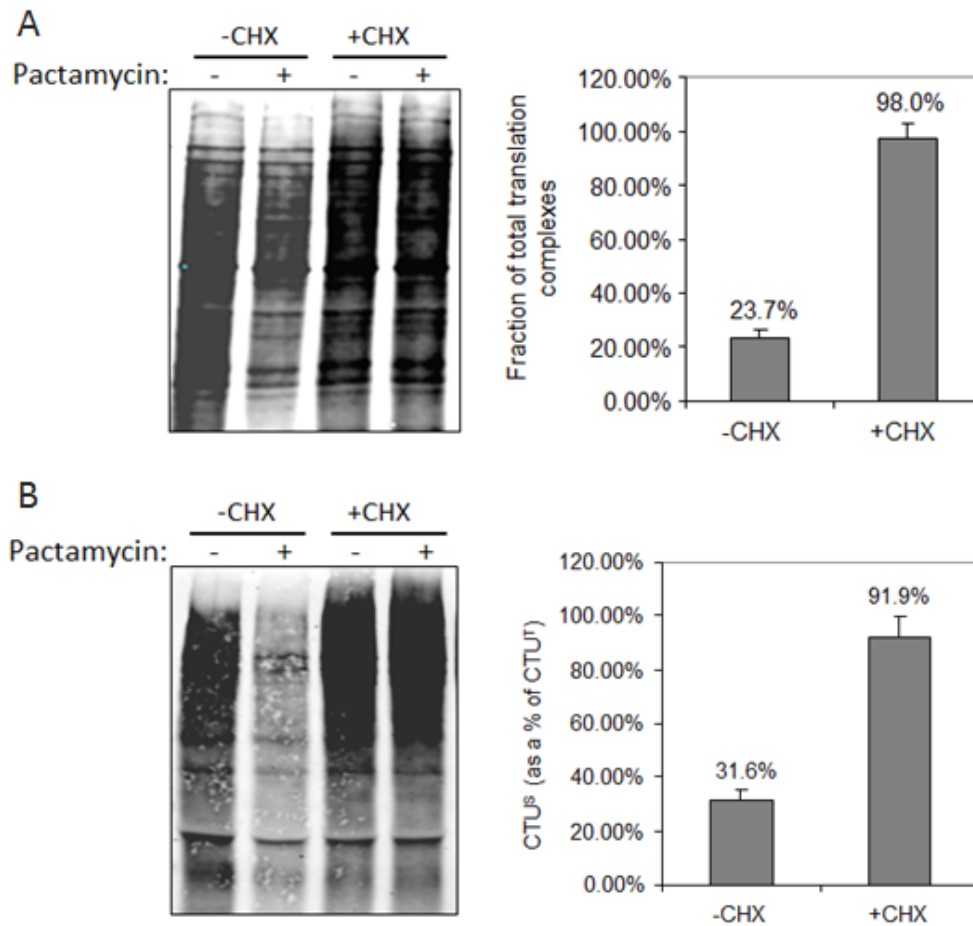 A
-CHX +CHX
Pactamycin: - + - +
Fraction of total translation
complexes
120.00%
100.00%
80.00%
60.00%
40.00%
20.00%
0.00%
23.7%
98.0%
-CHX +CHX
B
-CHX +CHX
Pactamycin: - + - +
CTUˢ (as a % of CTUᵀ)
120.00%
100.00%
80.00%
60.00%
40.00%
20.00%
0.00%
31.6%
91.9%
-CHX +CHX